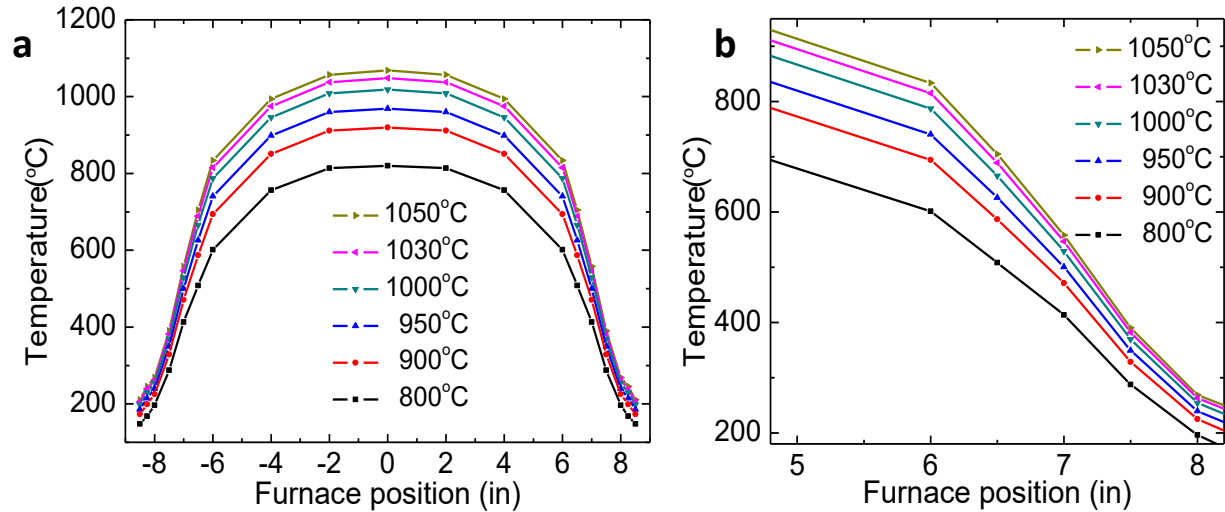 a
1200
1000
800
600
400
200
Temperature(°C)
1050°C
1030°C
1000°C
950°C
900°C
800°C
-8 -6 -4 -2 0 2 4 6 8
Furnace position (in)
b
800
600
400
200
Temperature(°C)
1050°C
1030°C
1000°C
950°C
900°C
800°C
5 6 7 8
Furnace position (in)